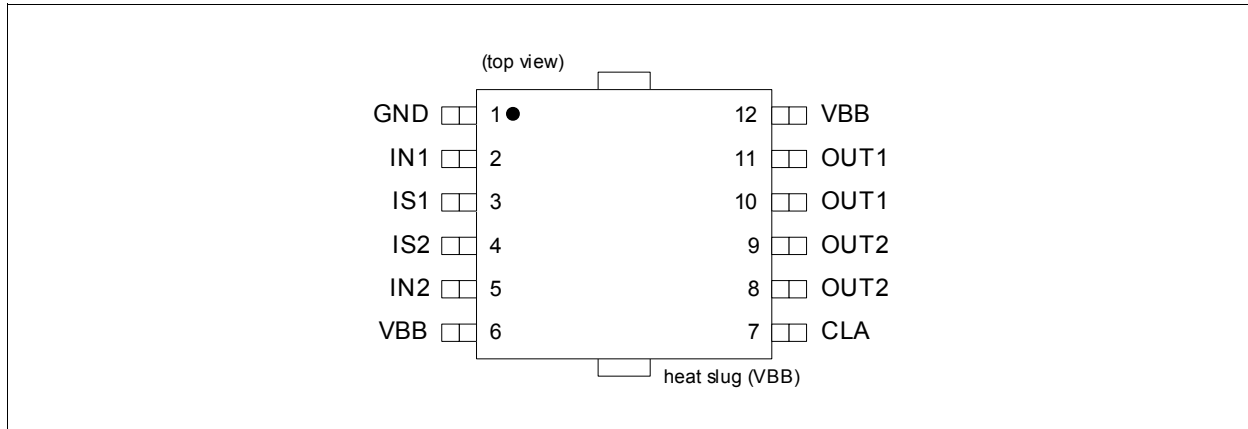 (top view)
GND 1 12 VBB
IN1 2 11 OUT1
IS1 3 10 OUT1
IS2 4 9 OUT2
IN2 5 8 OUT2
VBB 6 7 CLA
heat slug (VBB)